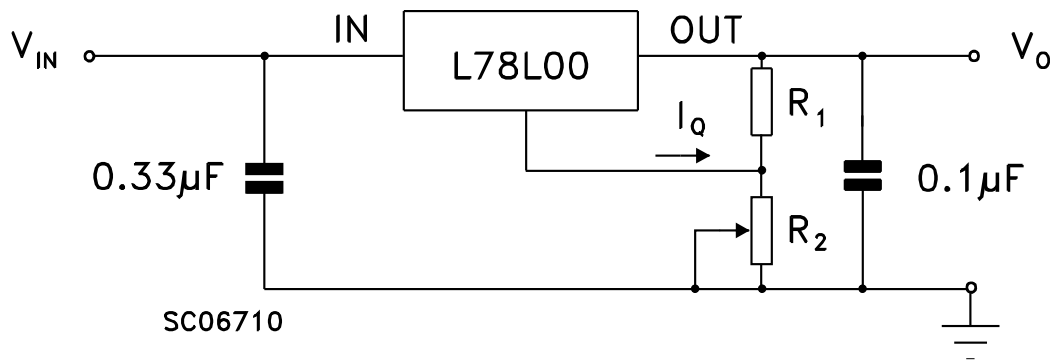 V_IN
IN
L78L00
OUT
V_O
I_Q
R_1
0.33µF
0.1µF
R_2
SC06710